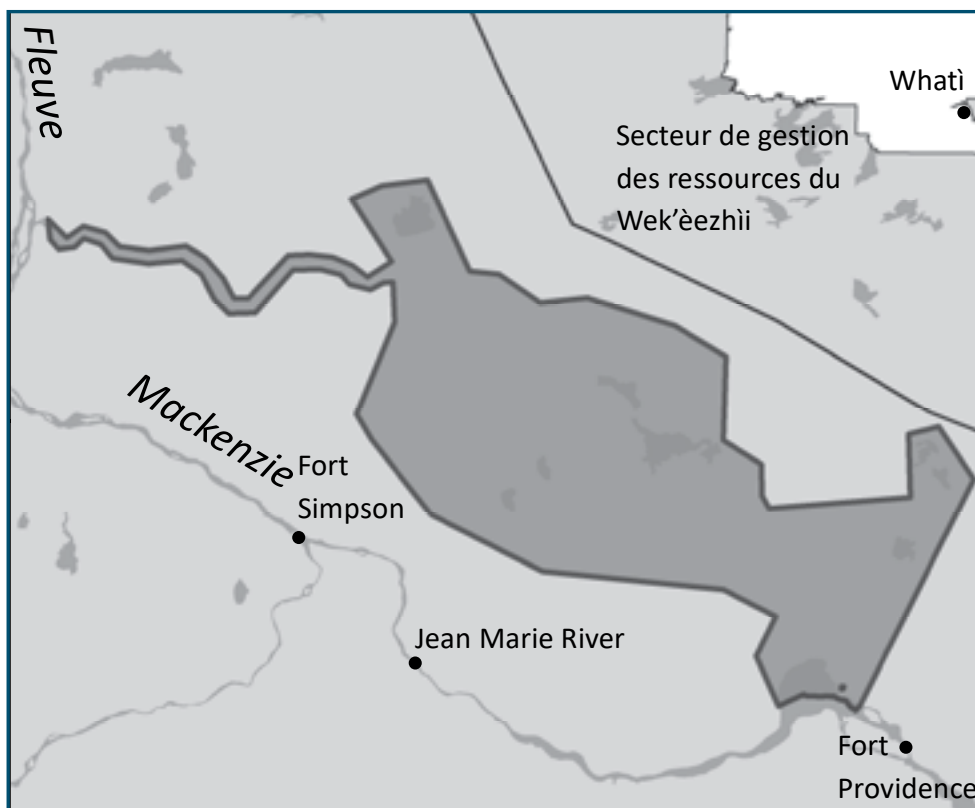 Fleuve
Whatì
Secteur de gestion
des ressources du
Wek'èezhìi
Mackenzie
Fort
Simpson
Jean Marie River
Fort
Providence